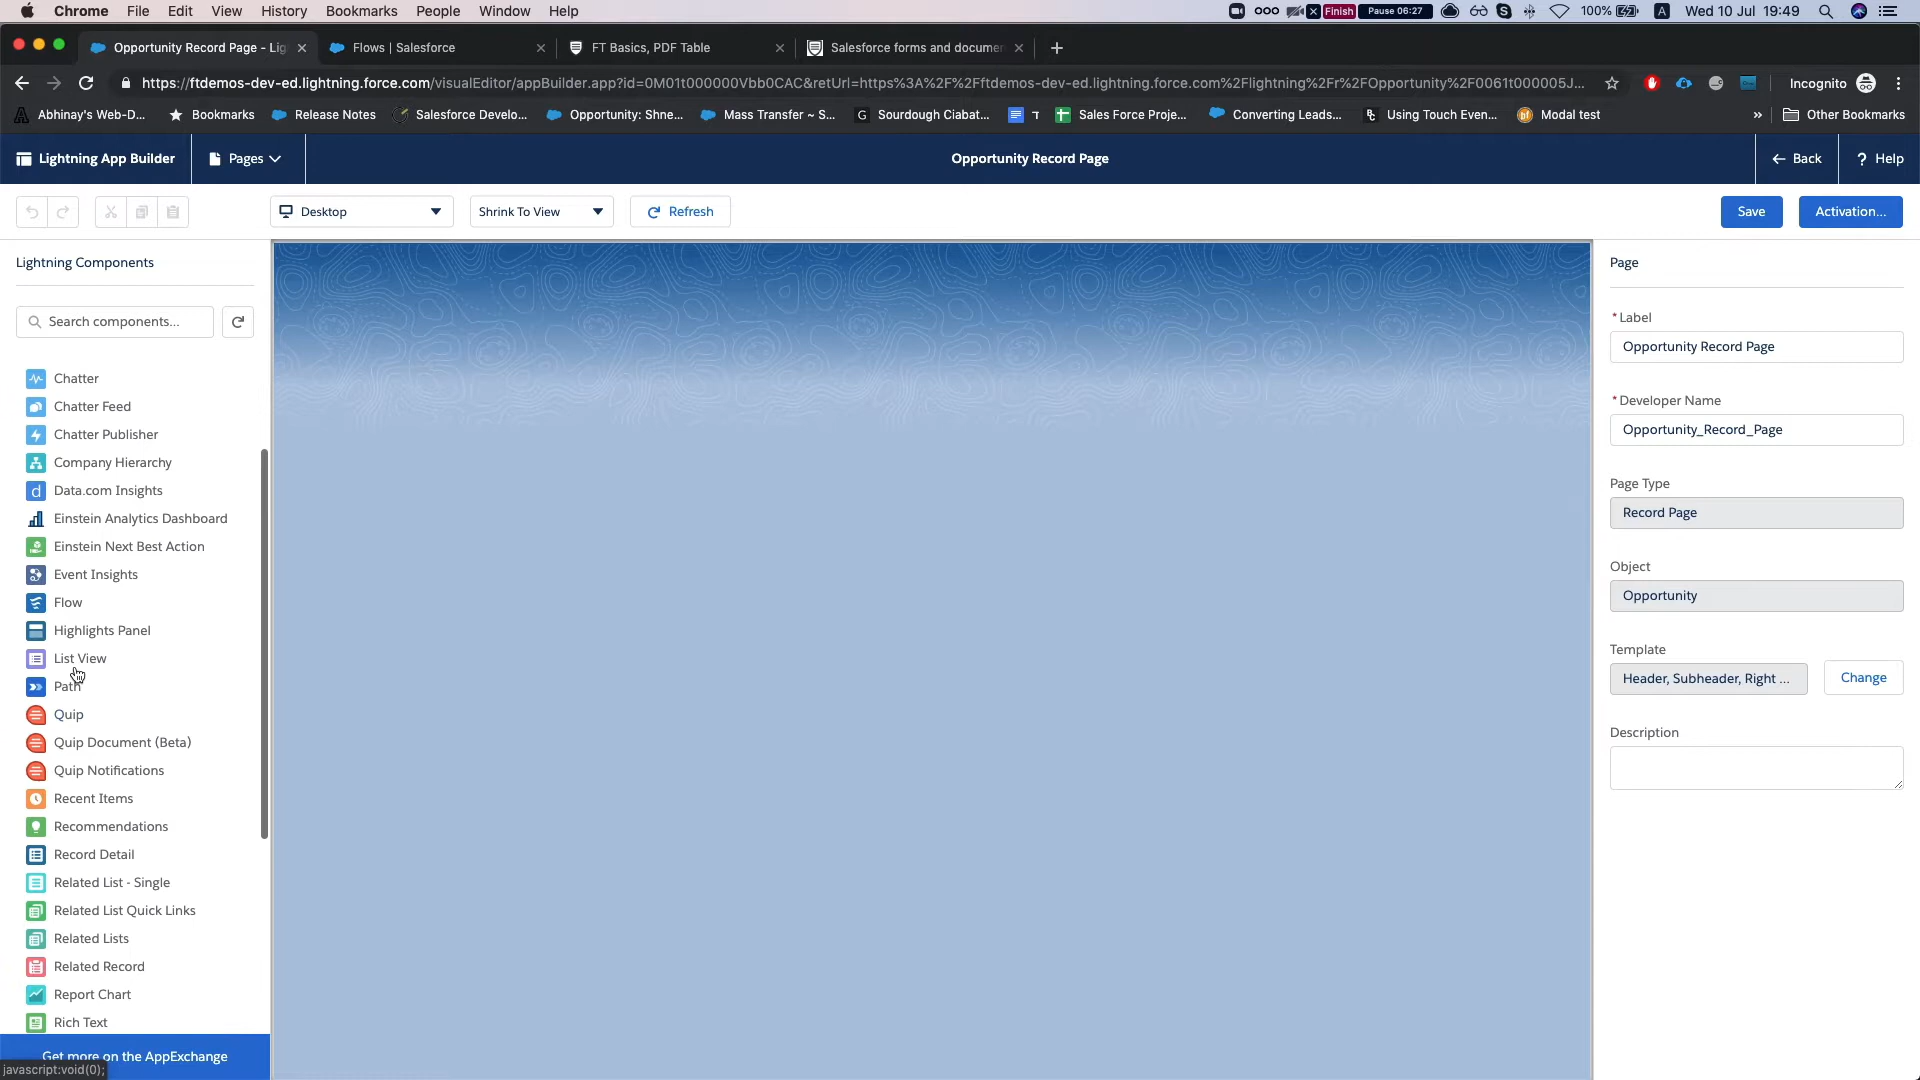 Chrome File Edit View History Bookmarks People Window Help
Finish Pause 06:27 100% A Wed 10 Jul 19:49
Opportunity Record Page - Lig
Flows | Salesforce
FT Basics, PDF Table
Salesforce forms and documen
https://ftdemos-dev-ed.lightning.force.com/visualEditor/appBuilder.app?id=0M01t000000Vbb0CAC&retUrl=https%3A%2F%2Fftdemos-dev-ed.lightning.force.com%2Flightning%2Fr%2FOpportunity%2F0061t000005J...
Incognito
Abhinay's Web-D...
Bookmarks
Release Notes
Salesforce Develo...
Opportunity: Shne...
Mass Transfer ~ S...
G Sourdough Ciabat...
Sales Force Proje...
Converting Leads...
Using Touch Even...
Modal test
»
Other Bookmarks
Lightning App Builder
Pages
Opportunity Record Page
Back
? Help
Desktop
Shrink To View
Refresh
Save
Activation...
Lightning Components
Search components...
Chatter
Chatter Feed
Chatter Publisher
Company Hierarchy
d Data.com Insights
Einstein Analytics Dashboard
Einstein Next Best Action
Event Insights
Flow
Highlights Panel
List View
Path
Quip
Quip Document (Beta)
Quip Notifications
Recent Items
Recommendations
Record Detail
Related List - Single
Related List Quick Links
Related Lists
Related Record
Report Chart
Rich Text
Get more on the AppExchange
javascript:void(0);
Page
*Label
Opportunity Record Page
*Developer Name
Opportunity_Record_Page
Page Type
Record Page
Object
Opportunity
Template
Header, Subheader, Right ...
Change
Description